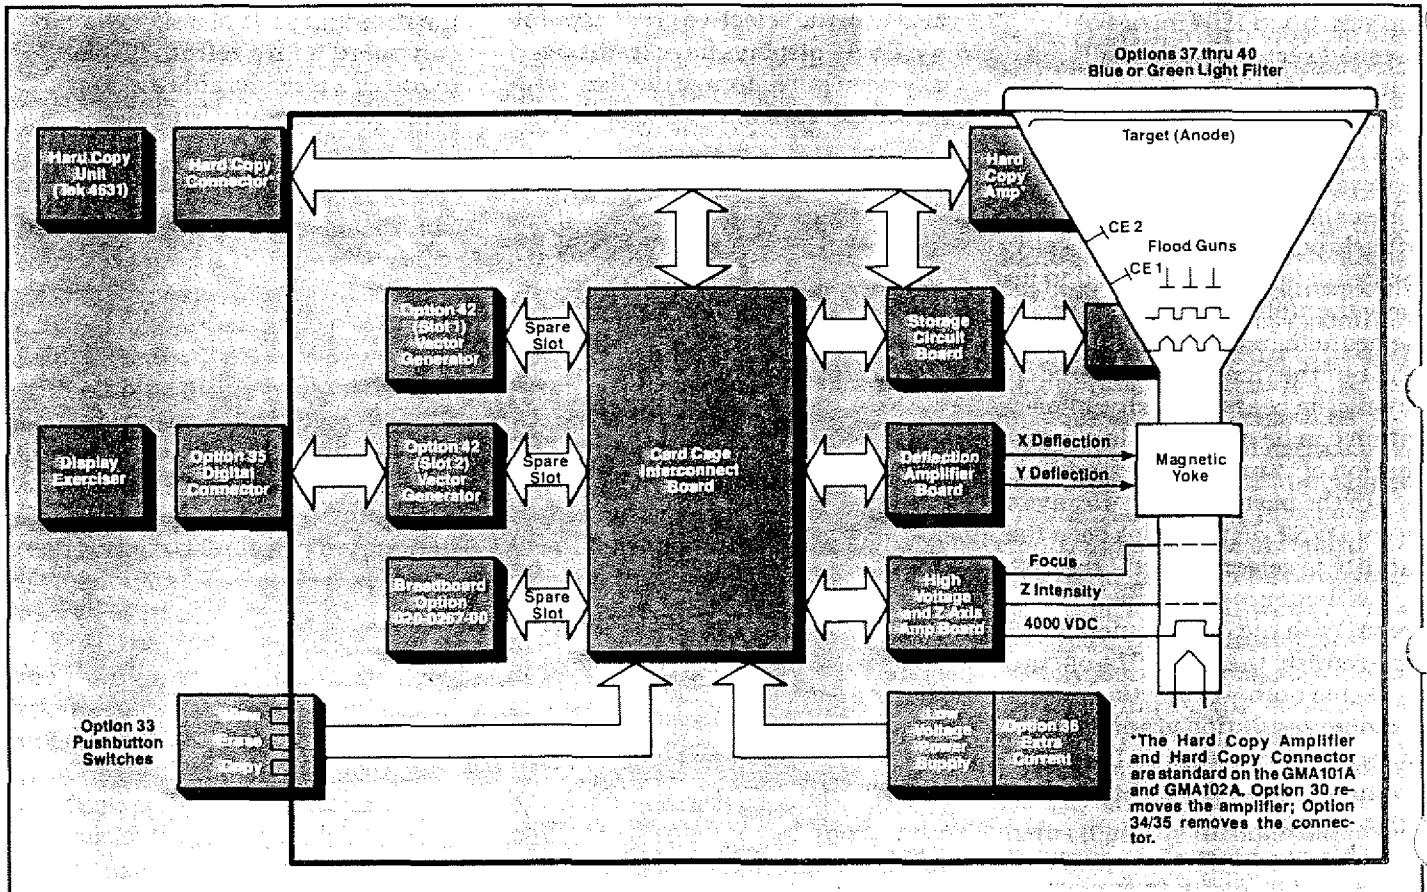 Options 37 thru 40
Blue or Green Light Filter
Target (Anode)
Hard Copy
Unit
(Tek 4631)
Hard Copy
Connector*
Hard
Copy
Amp*
CE 2
Flood Guns
CE 1
Option 42
(Slot 1)
Vector
Generator
Spare
Slot
Storage
Circuit
Board
Display
Exerciser
Option 35
Digital
Connector
Option 42
(Slot 2)
Vector
Generator
Spare
Slot
Card Cage
Interconnect
Board
Deflection
Amplifier
Board
X Deflection
Y Deflection
Magnetic
Yoke
Breadboard
Option
020-0267-00
Spare
Slot
High
Voltage
and Z-Axis
Amp Board
Focus
Z Intensity
4000 VDC
Option 33
Pushbutton
Switches
Erase
Copy
Low
Voltage
Power
Supply
Option 36
Extra
Current
*The Hard Copy Amplifier
and Hard Copy Connector
are standard on the GMA101A
and GMA102A. Option 30 re-
moves the amplifier; Option
34/35 removes the connec-
tor.